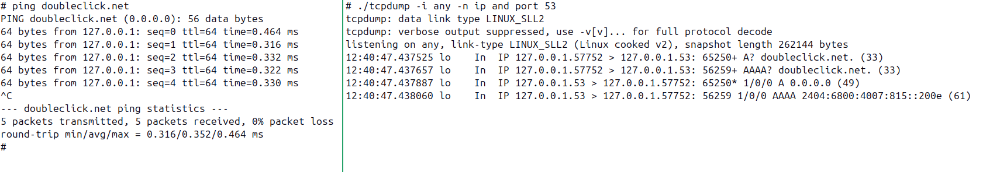 # ping doubleclick.net
PING doubleclick.net (0.0.0.0): 56 data bytes
64 bytes from 127.0.0.1: seq=0 ttl=64 time=0.464 ms
64 bytes from 127.0.0.1: seq=1 ttl=64 time=0.316 ms
64 bytes from 127.0.0.1: seq=2 ttl=64 time=0.332 ms
64 bytes from 127.0.0.1: seq=3 ttl=64 time=0.322 ms
64 bytes from 127.0.0.1: seq=4 ttl=64 time=0.330 ms
^C
--- doubleclick.net ping statistics ---
5 packets transmitted, 5 packets received, 0% packet loss
round-trip min/avg/max = 0.316/0.352/0.464 ms
#
# ./tcpdump -i any -n ip and port 53
tcpdump: data link type LINUX_SLL2
tcpdump: verbose output suppressed, use -v[v]... for full protocol decode
listening on any, link-type LINUX_SLL2 (Linux cooked v2), snapshot length 262144 bytes
12:40:47.437525 lo    In  IP 127.0.0.1.57752 > 127.0.0.1.53: 65250+ A? doubleclick.net. (33)
12:40:47.437657 lo    In  IP 127.0.0.1.57752 > 127.0.0.1.53: 56259+ AAAA? doubleclick.net. (33)
12:40:47.437887 lo    In  IP 127.0.0.1.53 > 127.0.0.1.57752: 65250* 1/0/0 A 0.0.0.0 (49)
12:40:47.438060 lo    In  IP 127.0.0.1.53 > 127.0.0.1.57752: 56259 1/0/0 AAAA 2404:6800:4007:815::200e (61)